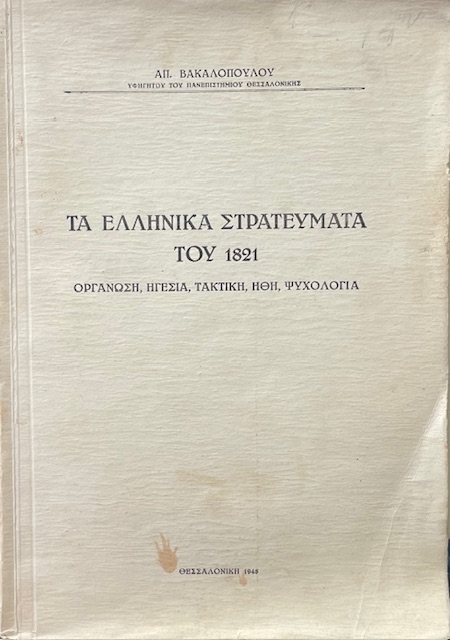 ΑΠ. ΒΑΚΑΛΟΠΟΥΛΟΥ
ΥΦΗΓΗΤΟΥ ΤΟΥ ΠΑΝΕΠΙΣΤΗΜΙΟΥ ΘΕΣΣΑΛΟΝΙΚΗΣ
ΤΑ ΕΛΛΗΝΙΚΑ ΣΤΡΑΤΕΥΜΑΤΑ
ΤΟΥ 1821
ΟΡΓΑΝΩΣΗ, ΗΓΕΣΙΑ, ΤΑΚΤΙΚΗ, ΗΘΗ, ΨΥΧΟΛΟΓΙΑ
ΘΕΣΣΑΛΟΝΙΚΗ 1948